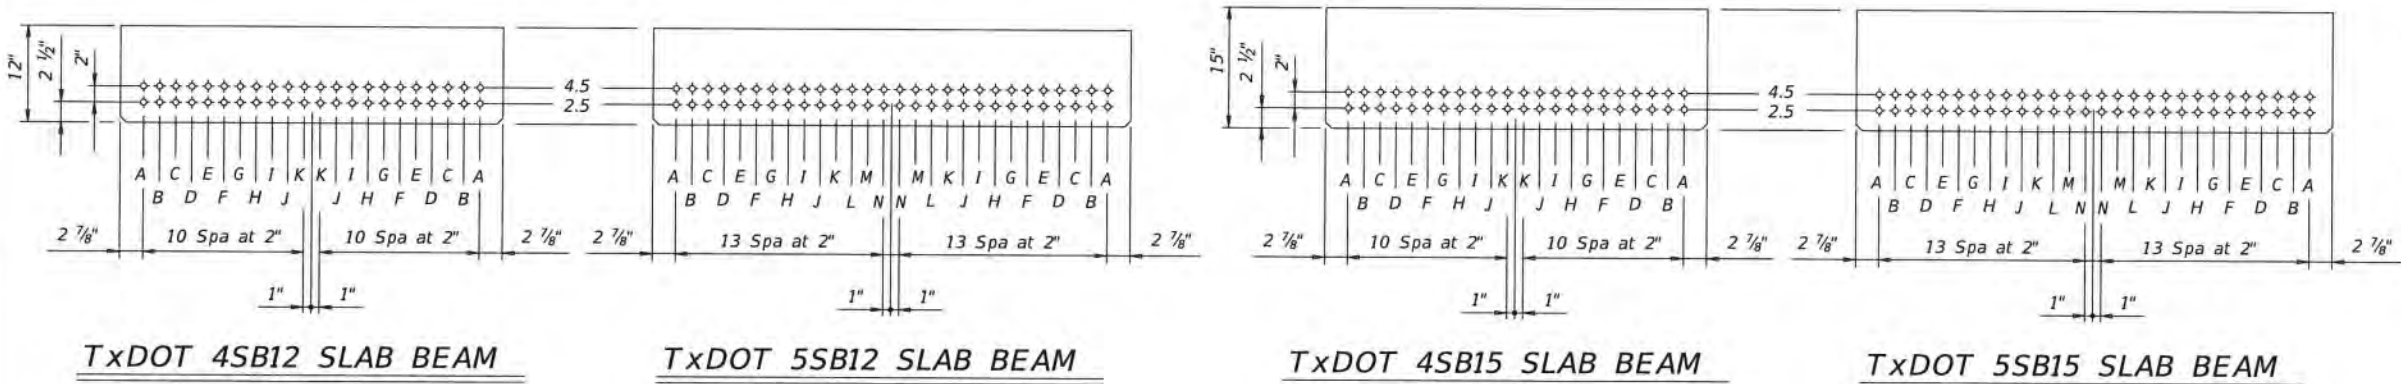 12"
2 ½"
2"
4.5
2.5
A C E G I K K I G E C A
B D F H J J H F D B
2 ⅞" 10 Spa at 2" 10 Spa at 2" 2 ⅞"
1" 1"
TxDOT 4SB12 SLAB BEAM
A C E G I K M M K I G E C A
B D F H J L N N L J H F D B
2 ⅞" 13 Spa at 2" 13 Spa at 2" 2 ⅞"
1" 1"
TxDOT 5SB12 SLAB BEAM
15"
2 ½"
2"
4.5
2.5
A C E G I K K I G E C A
B D F H J J H F D B
2 ⅞" 10 Spa at 2" 10 Spa at 2" 2 ⅞"
1" 1"
TxDOT 4SB15 SLAB BEAM
A C E G I K M M K I G E C A
B D F H J L N N L J H F D B
2 ⅞" 13 Spa at 2" 13 Spa at 2" 2 ⅞"
1" 1"
TxDOT 5SB15 SLAB BEAM